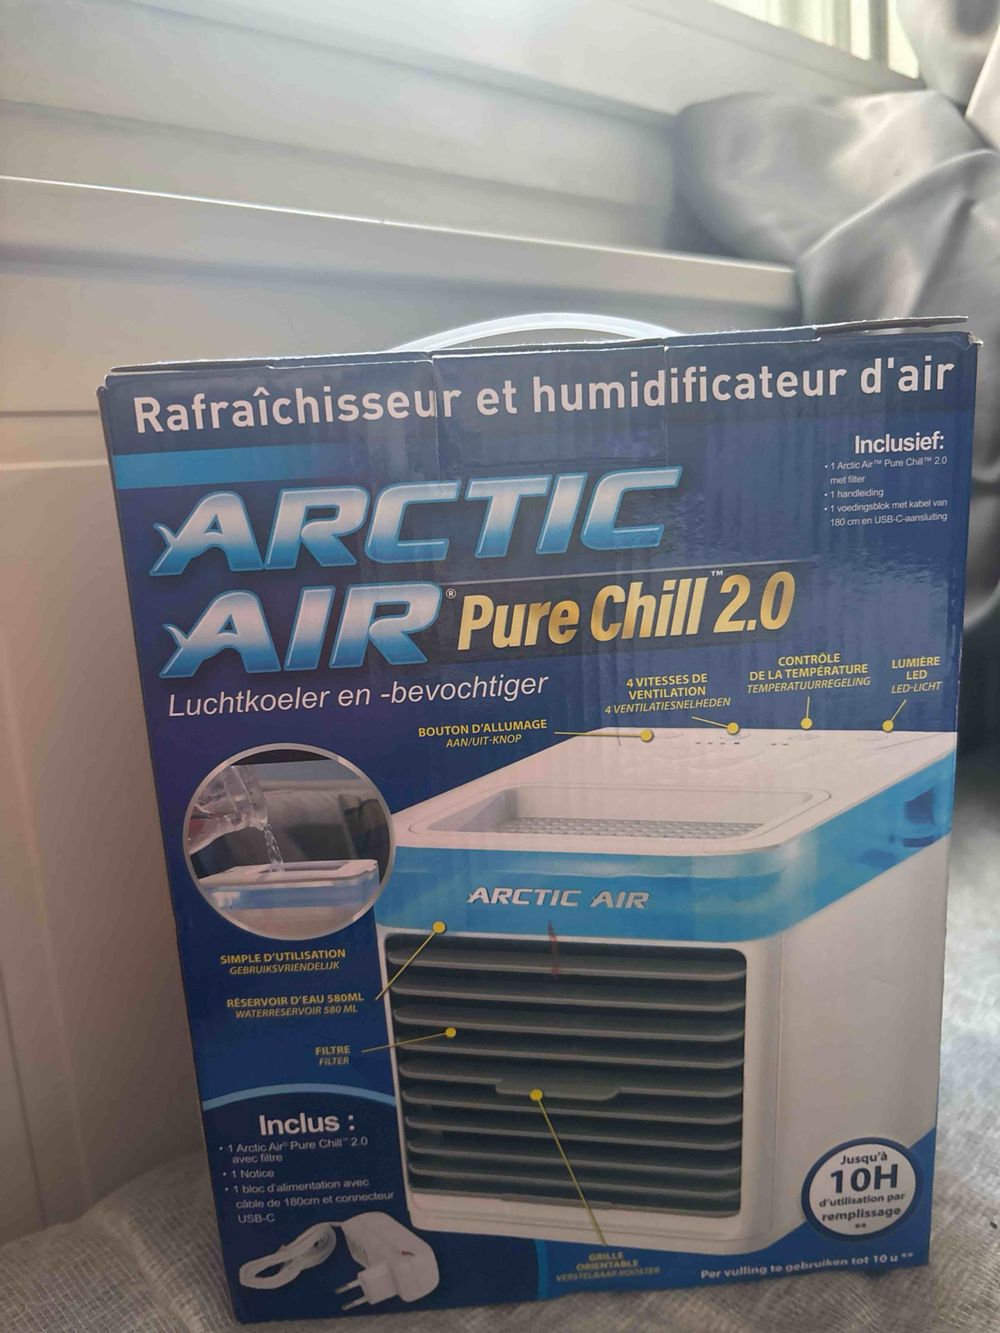 Rafraîchisseur et humidificateur d'air
Inclusief:
• 1 Arctic Air™ Pure Chill™ 2.0
met filter
• 1 handleiding
• 1 voedingsblok met kabel van
180 cm en USB-C-aansluiting
ARCTIC
AIR® Pure Chill™ 2.0
Luchtkoeler en -bevochtiger
BOUTON D'ALLUMAGE
AAN/UIT-KNOP
4 VITESSES DE
VENTILATION
4 VENTILATIESNELHEDEN
CONTRÔLE
DE LA TEMPÉRATURE
TEMPERATUURREGELING
LUMIÈRE
LED
LED-LICHT
ARCTIC AIR
SIMPLE D'UTILISATION
GEBRUIKSVRIENDELIJK
RÉSERVOIR D'EAU 580ML
WATERRESERVOIR 580 ML
FILTRE
FILTER
Inclus :
• 1 Arctic Air® Pure Chill™ 2.0
avec filtre
• 1 Notice
• 1 bloc d'alimentation avec
câble de 180cm et connecteur
USB-C
GRILLE
ORIENTABLE
VERSTELBAAR ROOSTER
Jusqu'à
10H
d'utilisation par
remplissage
**
Per vulling te gebruiken tot 10 u **